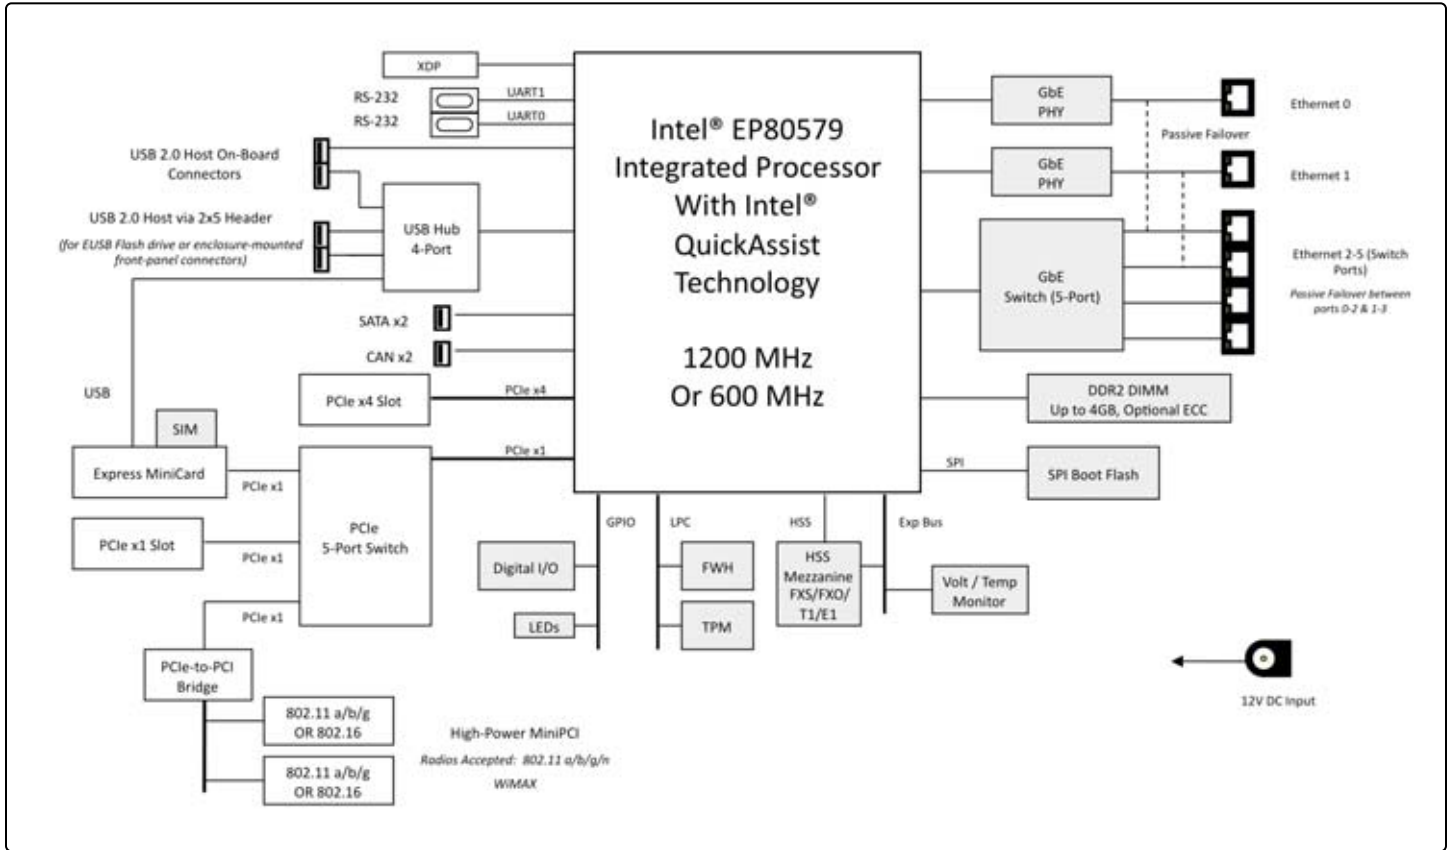 XDP
RS-232
UART1
RS-232
UART0
USB 2.0 Host On-Board
Connectors
USB 2.0 Host via 2x5 Header
(for EUSB Flash drive or enclosure-mounted
front-panel connectors)
USB Hub
4-Port
SATA x2
CAN x2
USB
PCIe x4 Slot
PCIe x4
SIM
Express MiniCard
PCIe x1
PCIe x1
PCIe x1 Slot
PCIe x1
PCIe
5-Port Switch
PCIe x1
PCIe-to-PCI
Bridge
802.11 a/b/g
OR 802.16
802.11 a/b/g
OR 802.16
High-Power MiniPCI
Radios Accepted: 802.11 a/b/g/n
WiMAX
Intel® EP80579
Integrated Processor
With Intel®
QuickAssist
Technology
1200 MHz
Or 600 MHz
GPIO
LPC
HSS
Exp Bus
Digital I/O
LEDs
FWH
TPM
HSS
Mezzanine
FXS/FXO/
T1/E1
Volt / Temp
Monitor
GbE
PHY
Ethernet 0
Passive Failover
GbE
PHY
Ethernet 1
GbE
Switch (5-Port)
Ethernet 2-5 (Switch
Ports)
Passive Failover between
ports 0-2 & 1-3
DDR2 DIMM
Up to 4GB, Optional ECC
SPI
SPI Boot Flash
12V DC Input